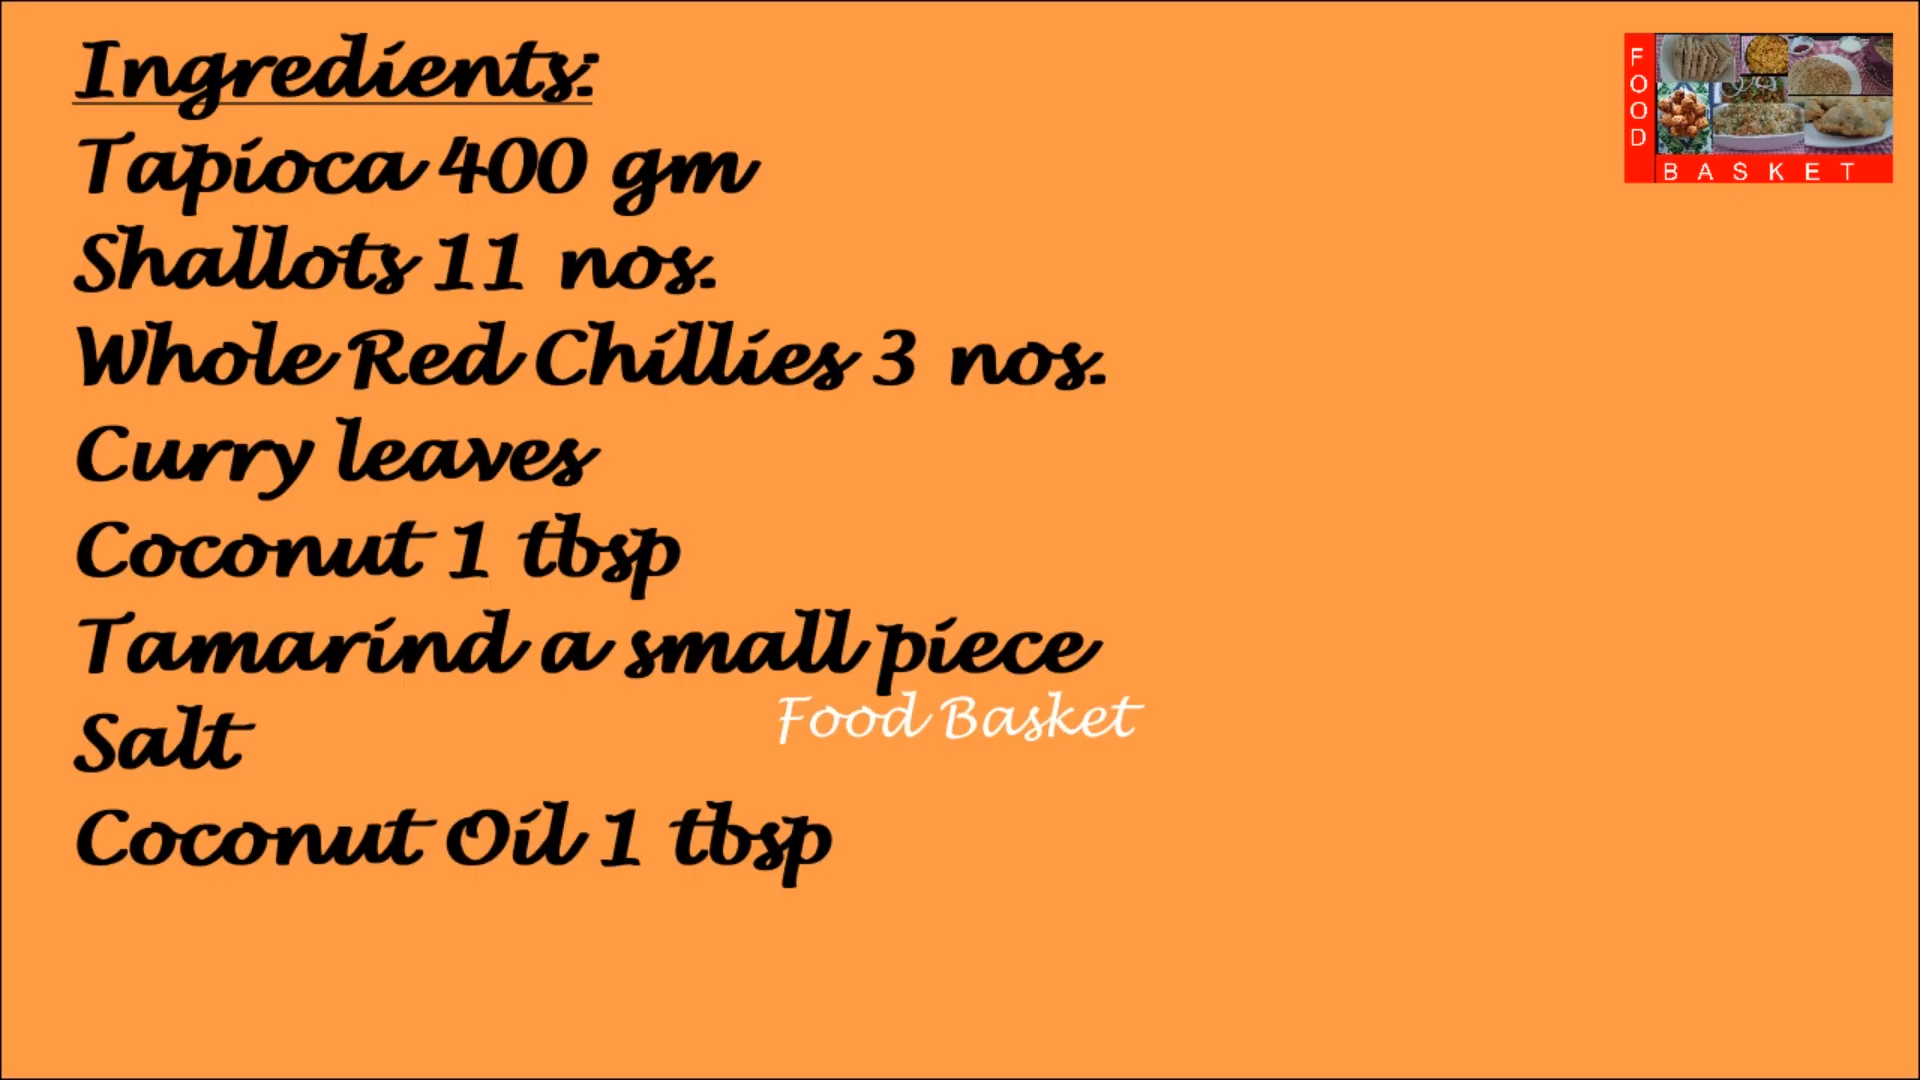 Ingredients:
Tapioca 400 gm
Shallots 11 nos.
Whole Red Chillies 3 nos.
Curry leaves
Coconut 1 tbsp
Tamarind a small piece
Salt
Coconut Oil 1 tbsp
Food Basket
FOOD
BASKET